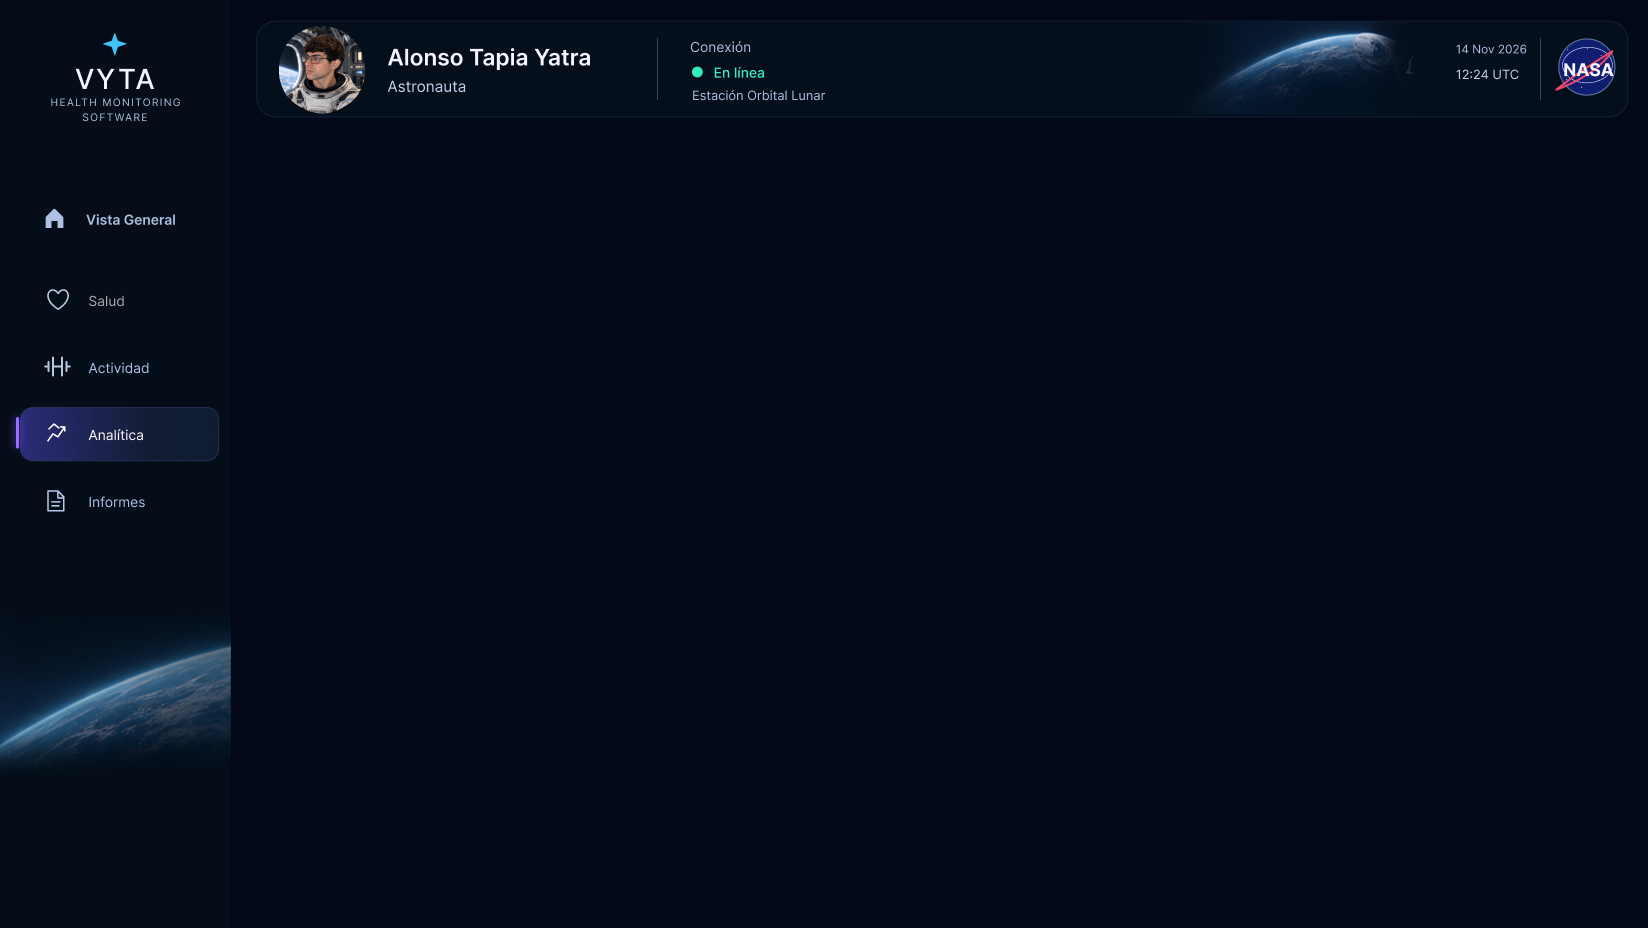 VYTA
HEALTH MONITORING
SOFTWARE
Vista General
Salud
Actividad
Analítica
Informes
Alonso Tapia Yatra
Astronauta
Conexión
En línea
Estación Orbital Lunar
14 Nov 2026
12:24 UTC
NASA